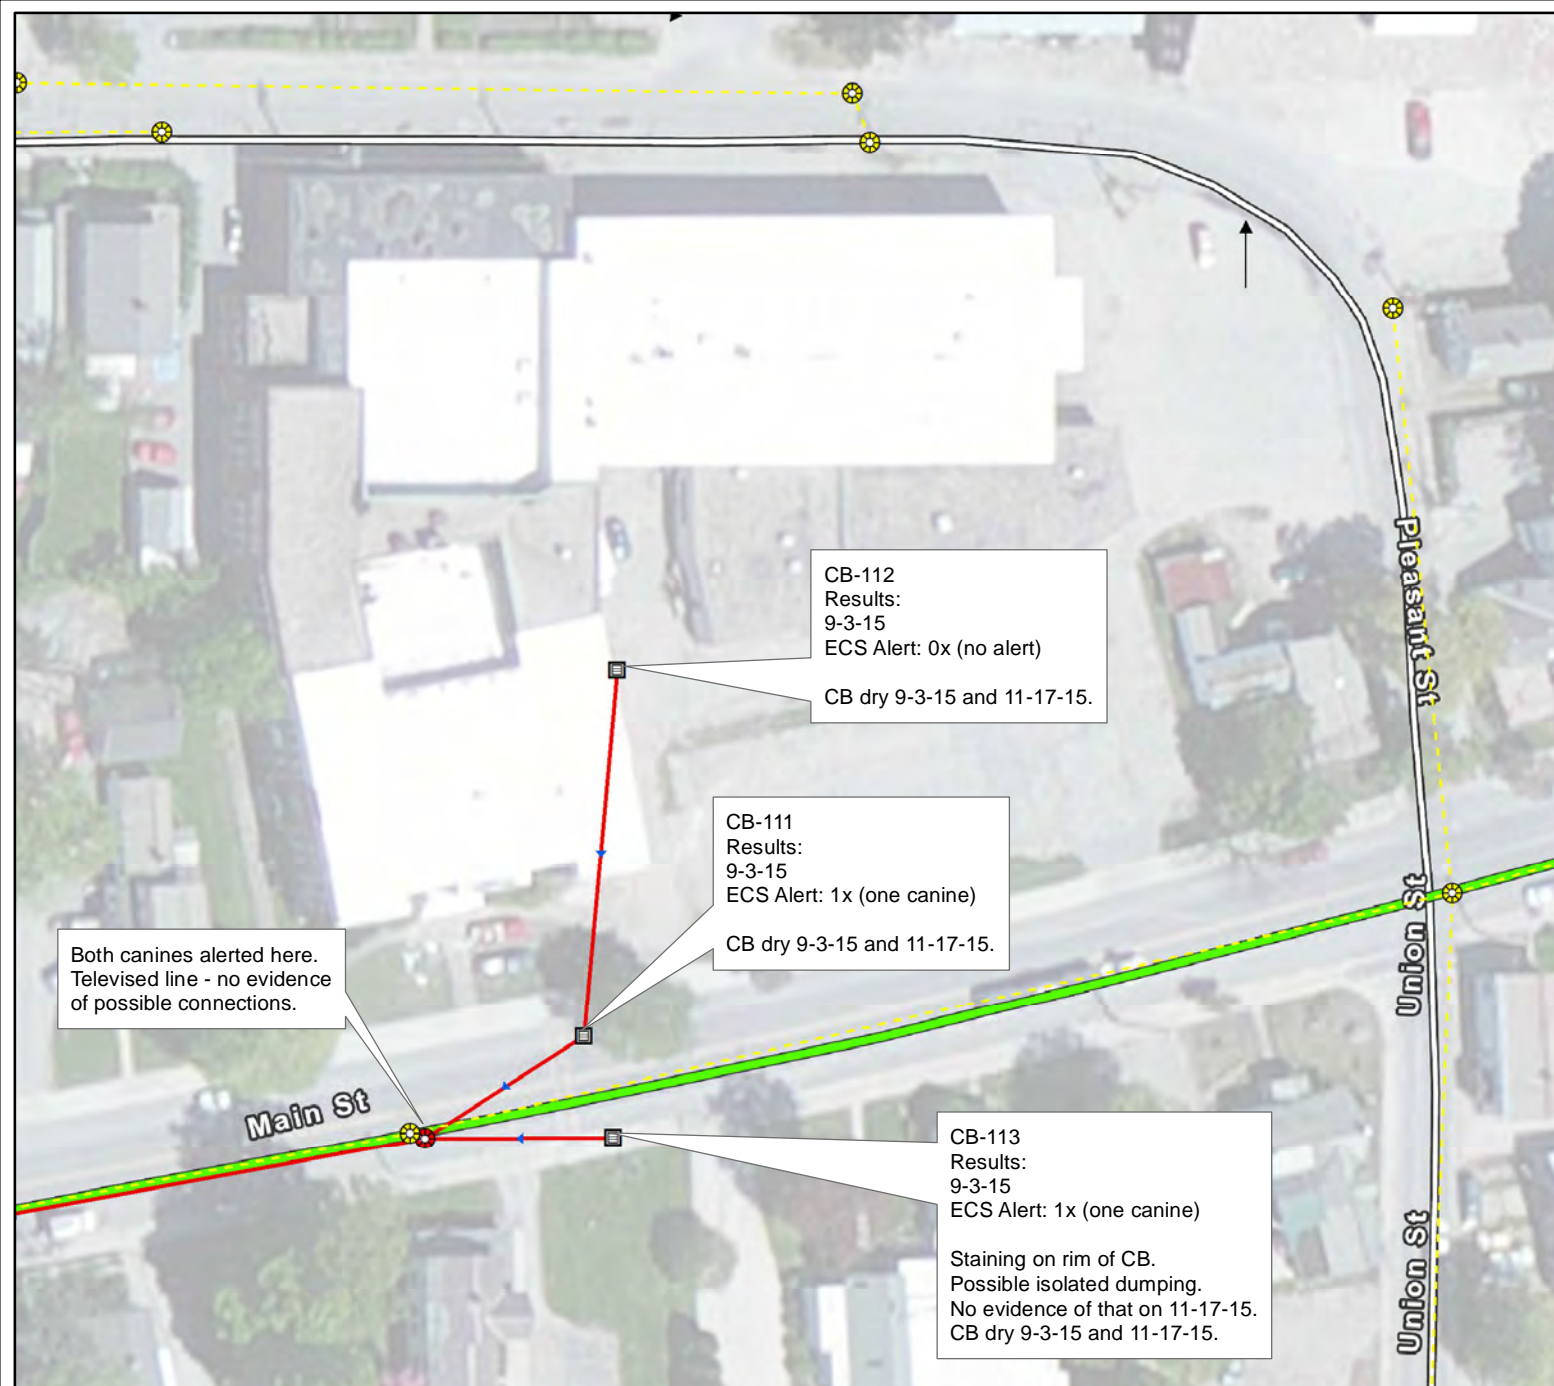 CB-112
Results:
9-3-15
ECS Alert: 0x (no alert)
CB dry 9-3-15 and 11-17-15.
Pleasant St
CB-111
Results:
9-3-15
ECS Alert: 1x (one canine)
CB dry 9-3-15 and 11-17-15.
Union St
Both canines alerted here.
Televised line - no evidence
of possible connections.
Main St
CB-113
Results:
9-3-15
ECS Alert: 1x (one canine)
Staining on rim of CB.
Possible isolated dumping.
No evidence of that on 11-17-15.
CB dry 9-3-15 and 11-17-15.
Union St